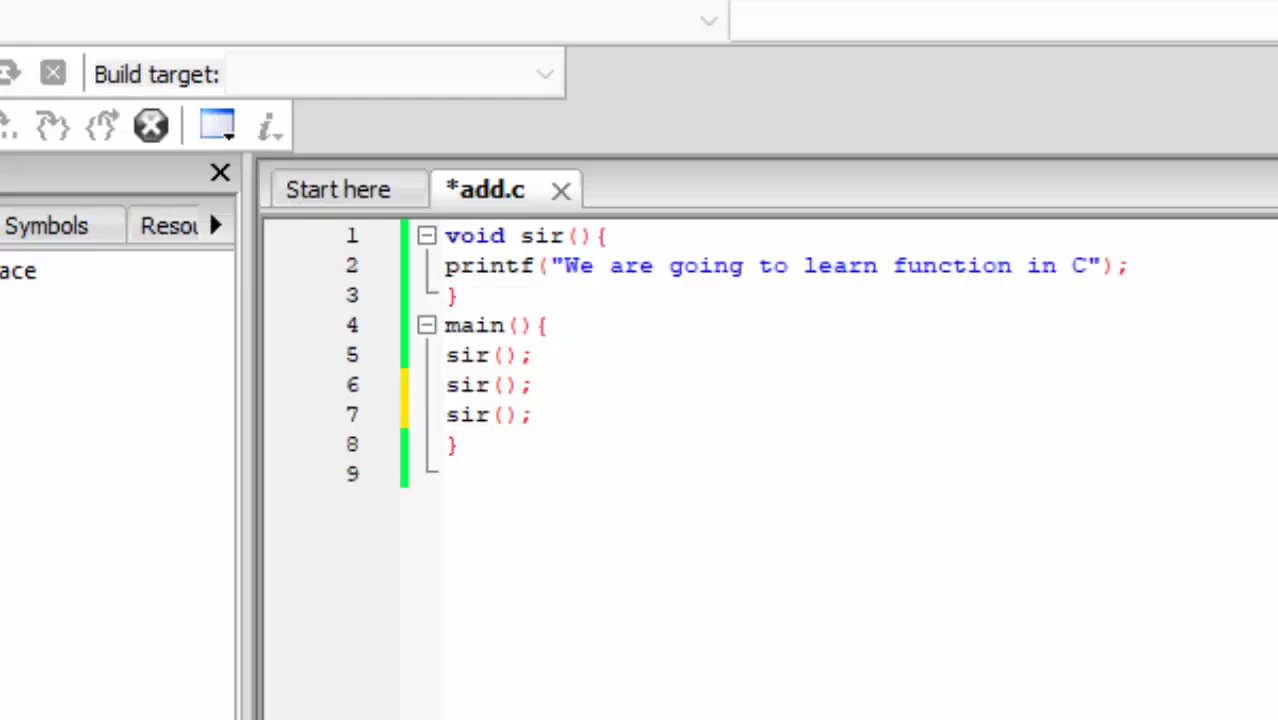 Build target:
Start here
*add.c
Symbols
Resou
ace
1 void sir(){
2 printf("We are going to learn function in C");
3 }
4 main(){
5 sir();
6 sir();
7 sir();
8 }
9